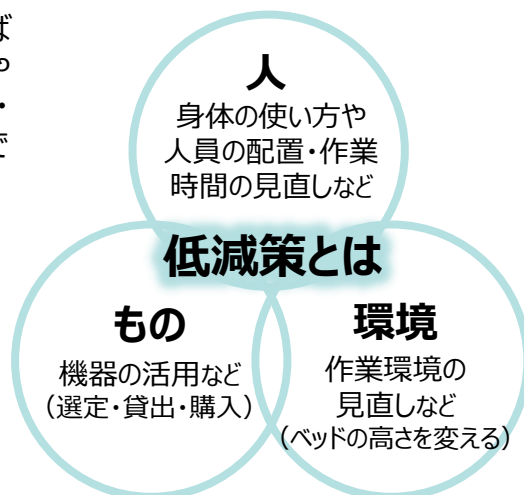 ば
や
・
で
人
身体の使い方や
人員の配置・作業
時間の見直しなど
低減策とは
もの
機器の活用など
（選定・貸出・購入）
環境
作業環境の
見直しなど
（ベッドの高さを変える）